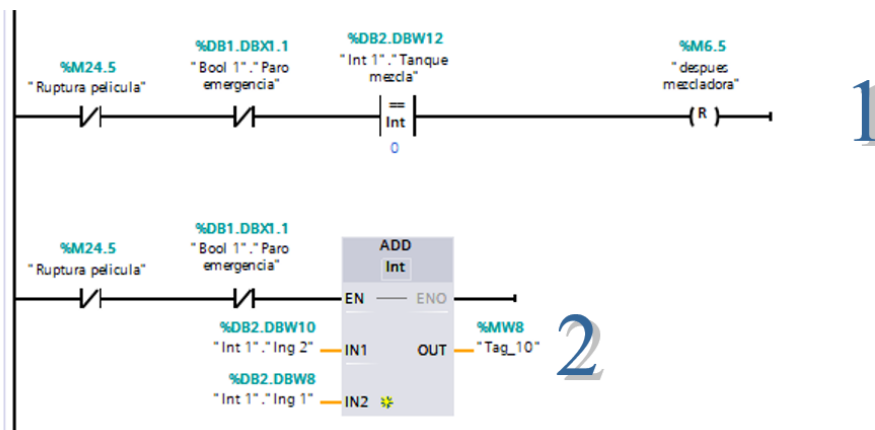 %M24.5
"Ruptura pelicula"
%DB1.DBX1.1
"Bool 1"."Paro
emergencia"
%DB2.DBW12
"Int 1"."Tanque
mezcla"
==
Int
0
%M6.5
"despues
mezcladora"
R
1
%M24.5
"Ruptura pelicula"
%DB1.DBX1.1
"Bool 1"."Paro
emergencia"
ADD
Int
EN ENO
%DB2.DBW10
"Int 1"."Ing 2"
IN1
OUT
%MW8
"Tag_10"
2
%DB2.DBW8
"Int 1"."Ing 1"
IN2